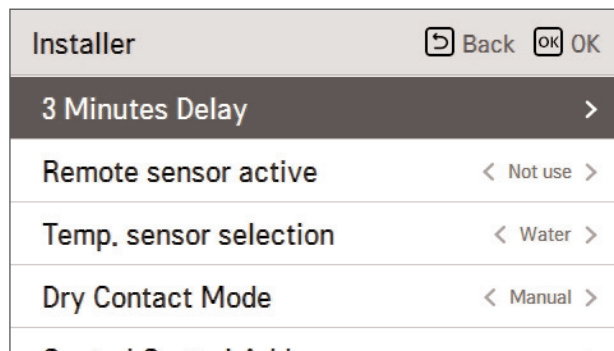 Installer Back OK OK
3 Minutes Delay >
Remote sensor active < Not use >
Temp. sensor selection < Water >
Dry Contact Mode < Manual >